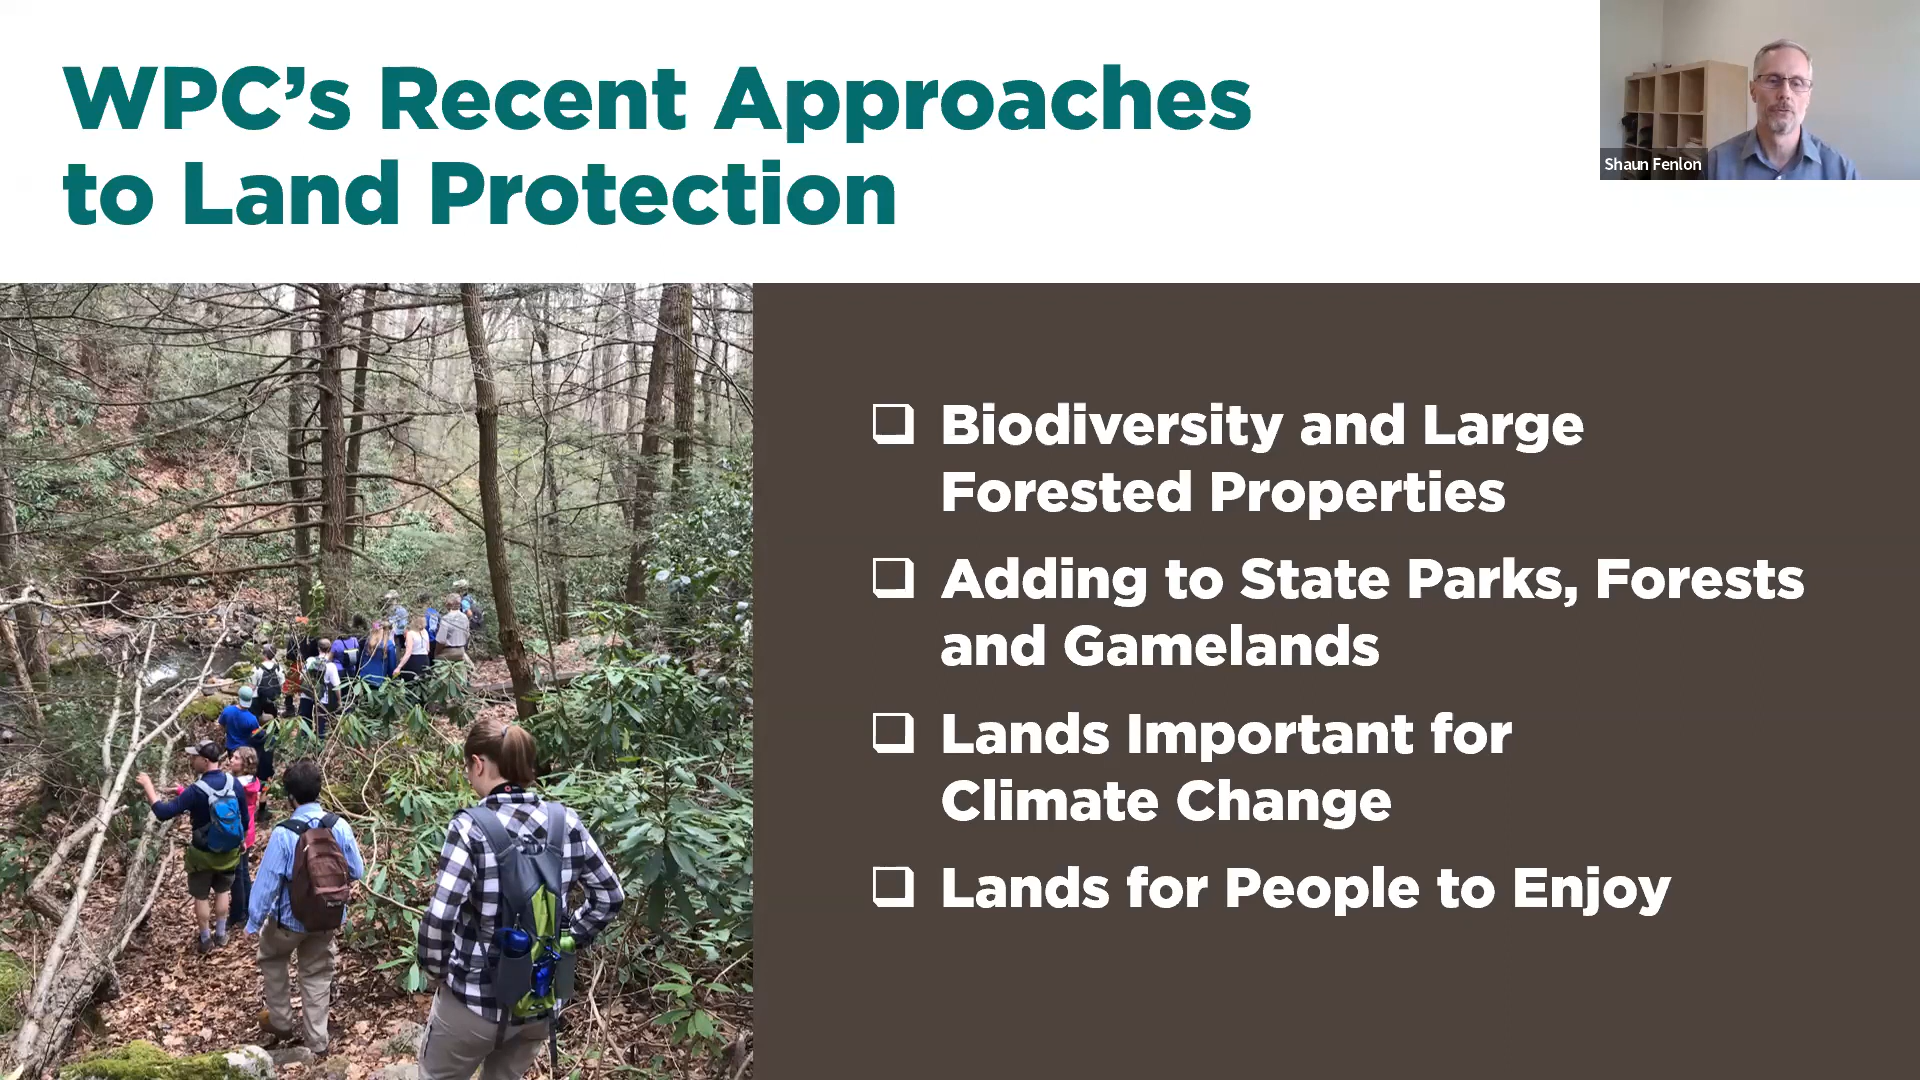 WPC’s Recent Approaches
to Land Protection
Shaun Fenlon
❑ Biodiversity and Large
Forested Properties
❑ Adding to State Parks, Forests
and Gamelands
❑ Lands Important for
Climate Change
❑ Lands for People to Enjoy